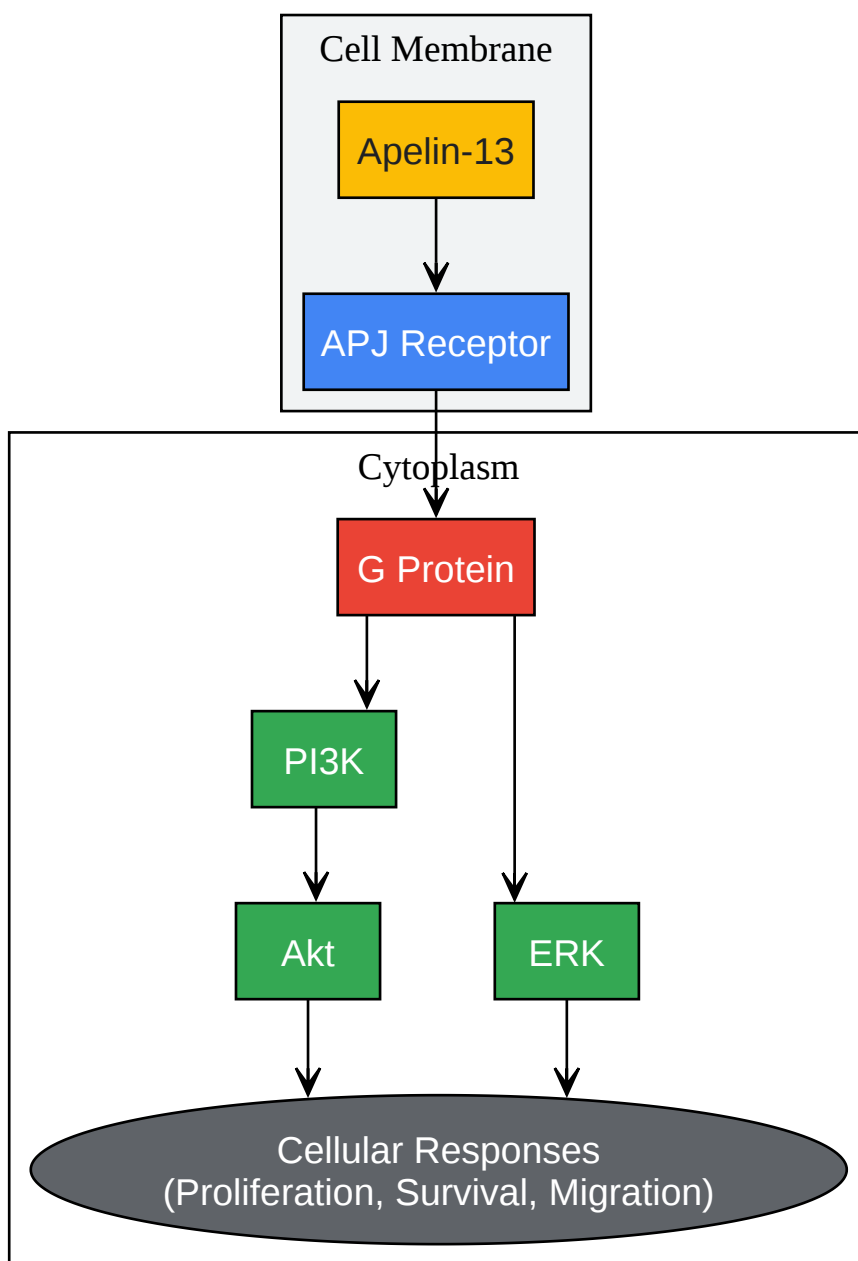 Cell Membrane
Apelin-13
APJ Receptor
Cytoplasm
G Protein
PI3K
Akt
ERK
Cellular Responses
(Proliferation, Survival, Migration)